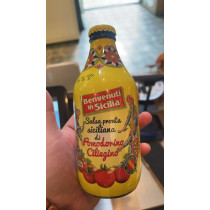 Benvenuti
in Sicilia
Salsa pronta
siciliana
di
Pomodorino
Ciliegino